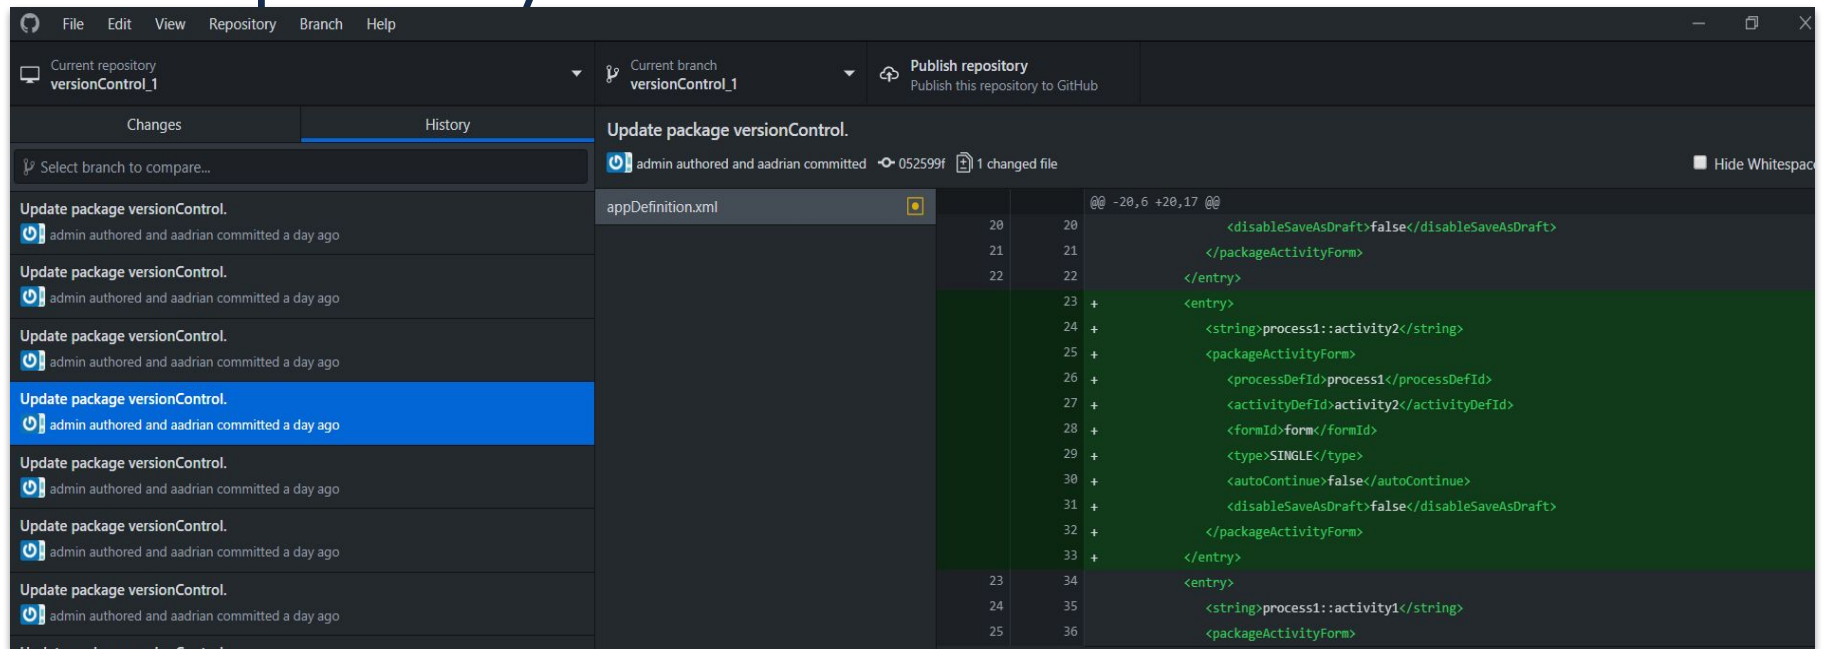 File Edit View Repository Branch Help
Current repository
versionControl_1
Current branch
versionControl_1
Publish repository
Publish this repository to GitHub
Changes
History
Select branch to compare...
Update package versionControl.
admin authored and aadrian committed a day ago
Update package versionControl.
admin authored and aadrian committed a day ago
Update package versionControl.
admin authored and aadrian committed a day ago
Update package versionControl.
admin authored and aadrian committed a day ago
Update package versionControl.
admin authored and aadrian committed a day ago
Update package versionControl.
admin authored and aadrian committed a day ago
Update package versionControl.
admin authored and aadrian committed a day ago
Update package versionControl.
admin authored and aadrian committed 052599f 1 changed file
Hide Whitespac
appDefinition.xml
@@ -20,6 +20,17 @@
20 20 <disableSaveAsDraft>false</disableSaveAsDraft>
21 21 </packageActivityForm>
22 22 </entry>
23 + <entry>
24 + <string>process1::activity2</string>
25 + <packageActivityForm>
26 + <processDefId>process1</processDefId>
27 + <activityDefId>activity2</activityDefId>
28 + <formId>form</formId>
29 + <type>SINGLE</type>
30 + <autoContinue>false</autoContinue>
31 + <disableSaveAsDraft>false</disableSaveAsDraft>
32 + </packageActivityForm>
33 + </entry>
23 34 <entry>
24 35 <string>process1::activity1</string>
25 36 <packageActivityForm>